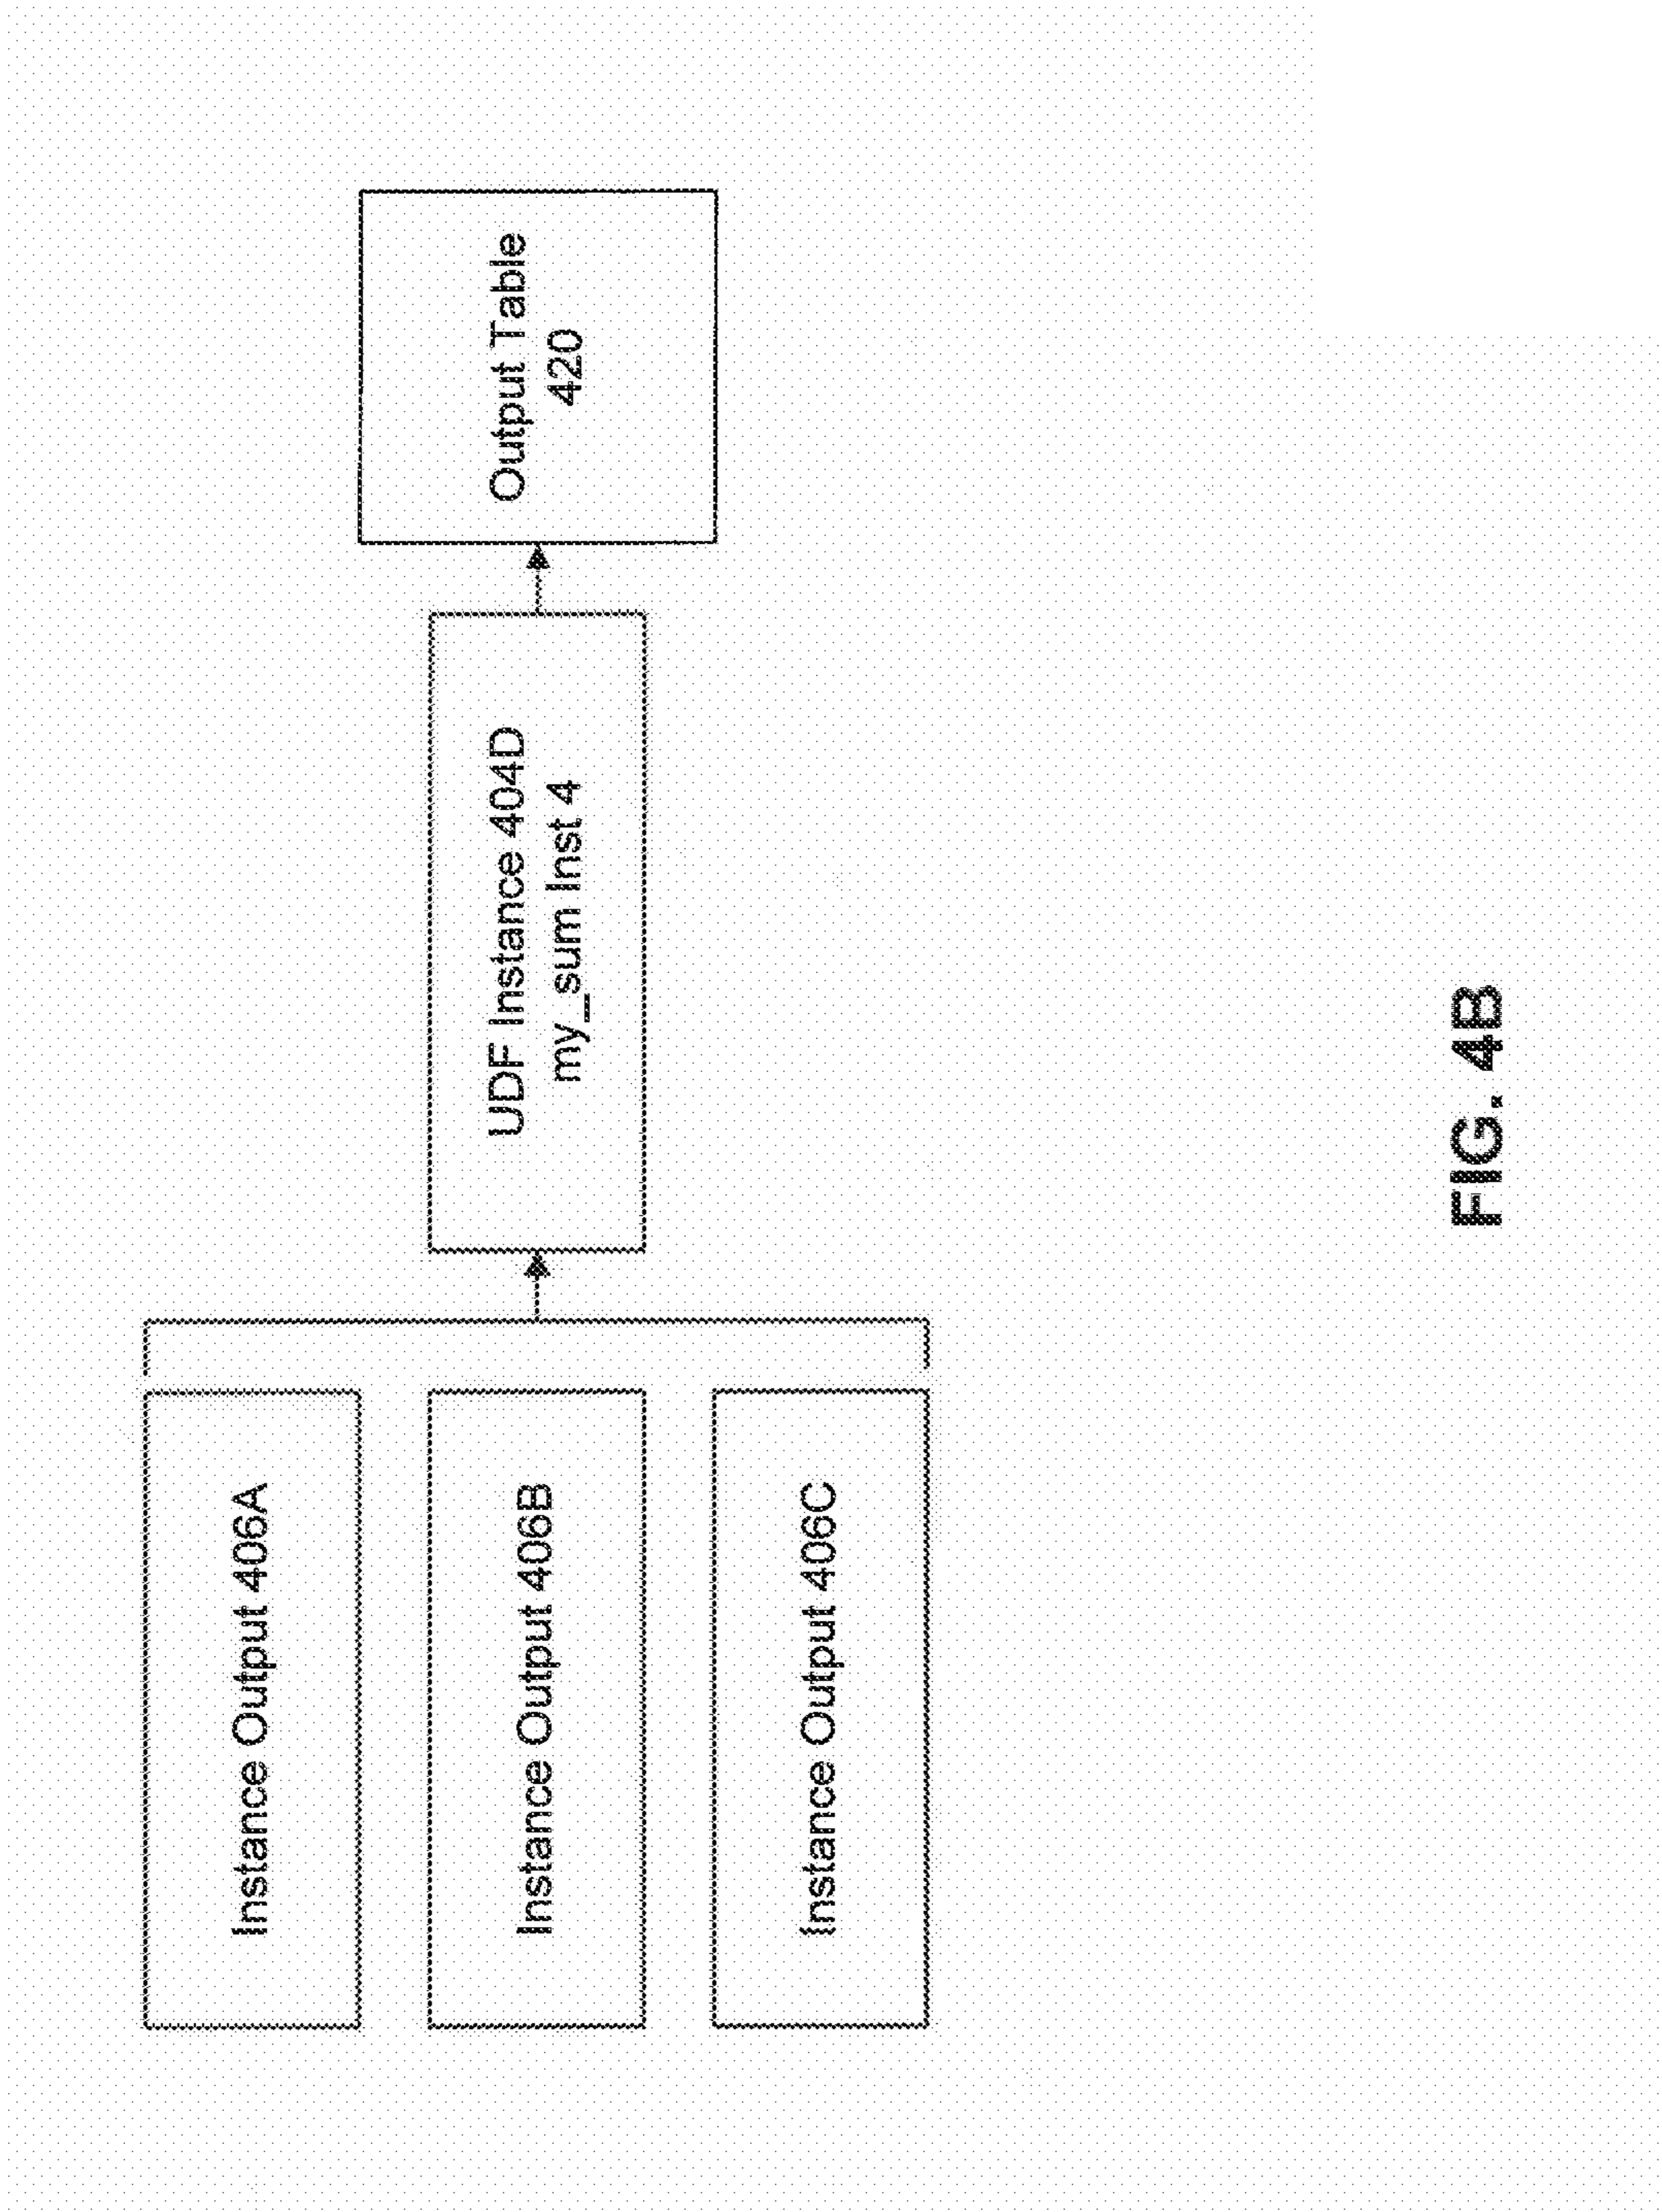 Instance Output 406A
Instance Output 406B
Instance Output 406C
UDF Instance 404D
my_sum Inst 4
Output Table
420
FIG. 4B